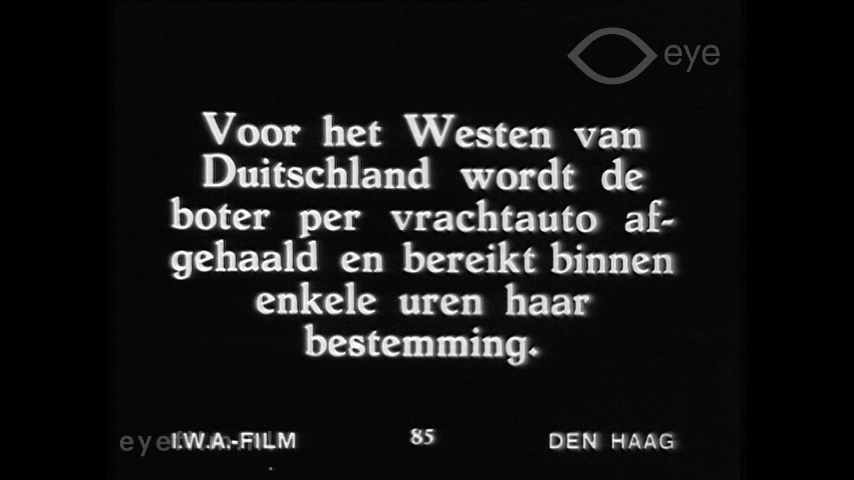 eye
Voor het Westen van
Duitschland wordt de
boter per vrachtauto af-
gehaald en bereikt binnen
enkele uren haar
bestemming.
I.W.A.-FILM 85 DEN HAAG